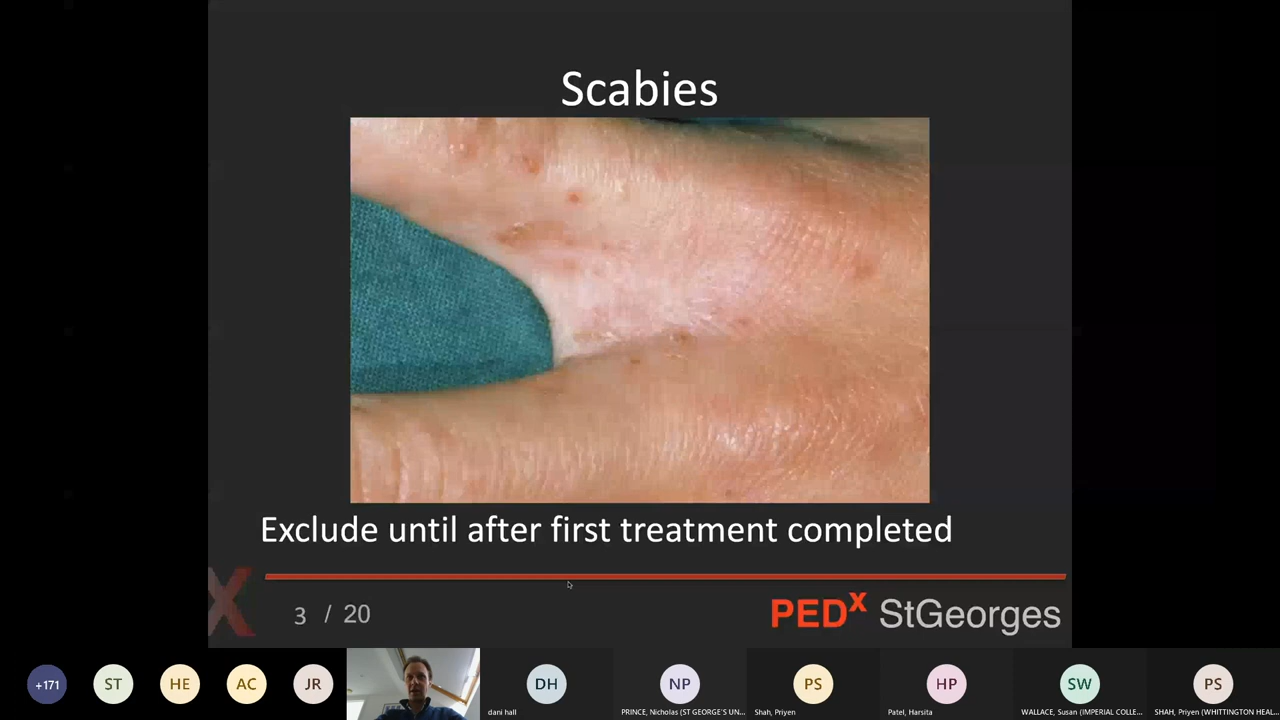 Scabies
Exclude until after first treatment completed
X
3 / 20
PEDX StGeorges
+171
ST
HE
AC
JR
DH
NP
PS
HP
SW
PS
dani hall
PRINCE, Nicholas (ST GEORGE'S UN...
Shah, Priyen
Patel, Harsita
WALLACE, Susan (IMPERIAL COLLE...
SHAH, Priyen (WHITTINGTON HEAL...